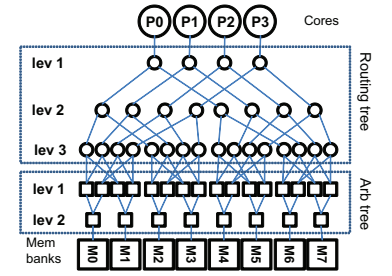 P0 P1 P2 P3 Cores
lev 1
Routing tree
lev 2
lev 3
lev 1
Arb tree
lev 2
Mem
banks
M0 M1 M2 M3 M4 M5 M6 M7